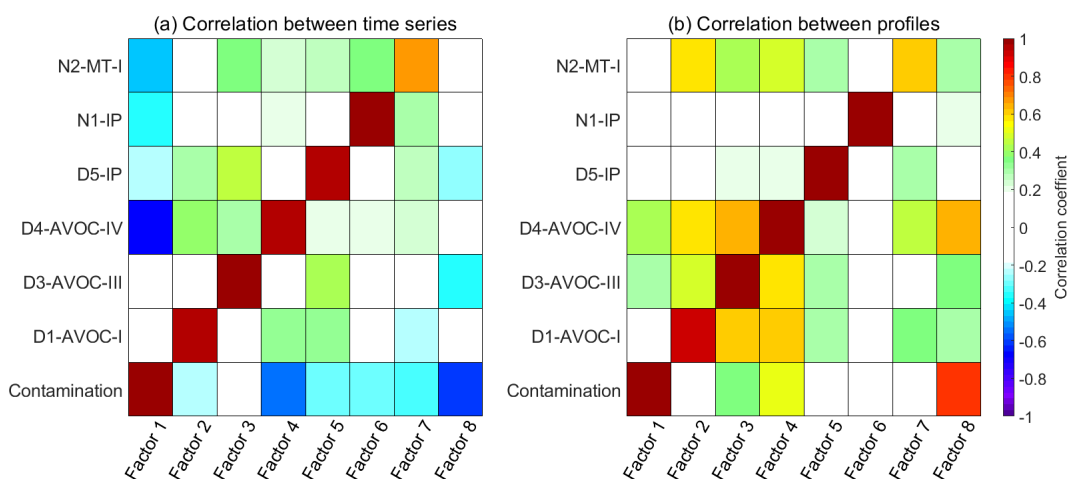 (a) Correlation between time series
N2-MT-I
N1-IP
D5-IP
D4-AVOC-IV
D3-AVOC-III
D1-AVOC-I
Contamination
Factor 1
Factor 2
Factor 3
Factor 4
Factor 5
Factor 6
Factor 7
Factor 8
(b) Correlation between profiles
N2-MT-I
N1-IP
D5-IP
D4-AVOC-IV
D3-AVOC-III
D1-AVOC-I
Contamination
Factor 1
Factor 2
Factor 3
Factor 4
Factor 5
Factor 6
Factor 7
Factor 8
1
0.8
0.6
0.4
0.2
0
-0.2
-0.4
-0.6
-0.8
-1
Correlation coeffient